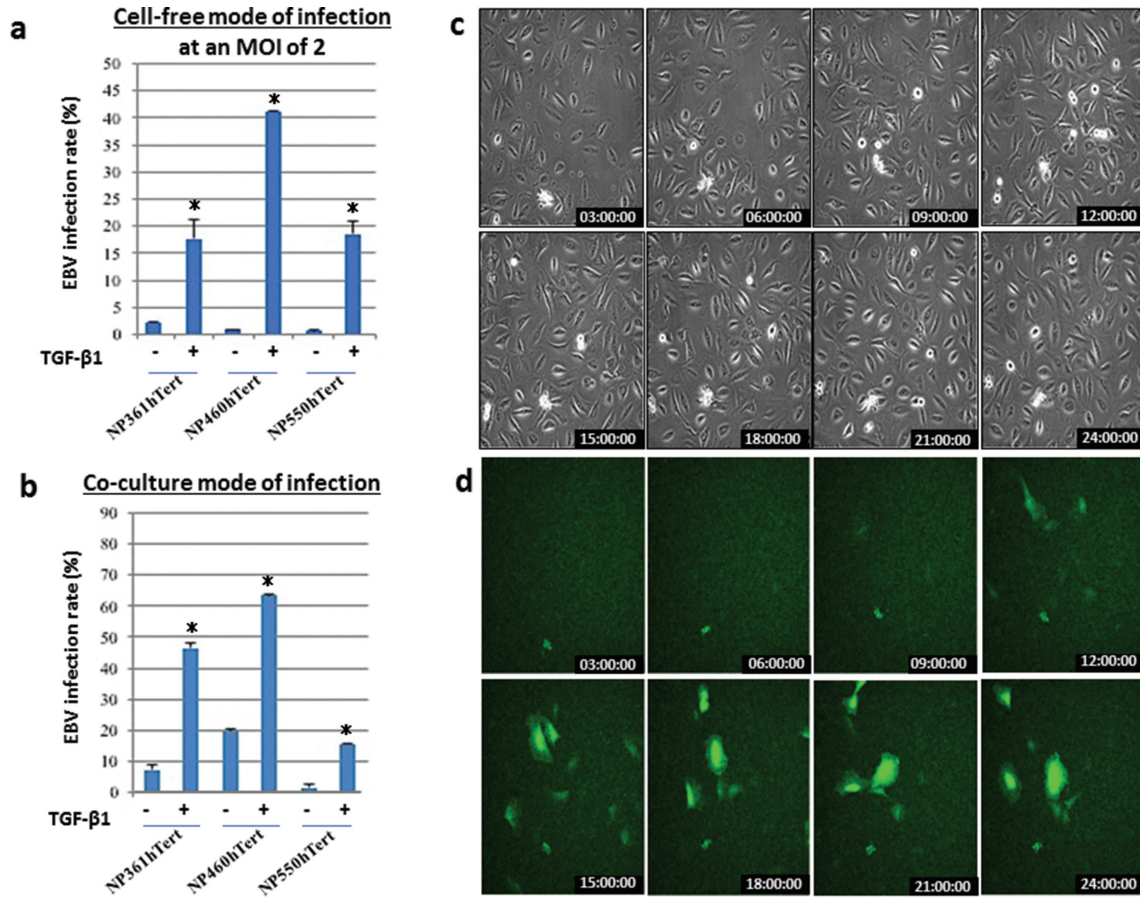 a
Cell-free mode of infection
at an MOI of 2
EBV infection rate (%)
50
45
40
35
30
25
20
15
10
5
0
*
*
*
TGF-β1
- + - + - +
NP361hTert
NP460hTert
NP550hTert
b
Co-culture mode of infection
EBV infection rate (%)
90
80
70
60
50
40
30
20
10
0
*
*
*
TGF-β1
- + - + - +
NP361hTert
NP460hTert
NP550hTert
c
03:00:00
06:00:00
09:00:00
12:00:00
15:00:00
18:00:00
21:00:00
24:00:00
d
03:00:00
06:00:00
09:00:00
12:00:00
15:00:00
18:00:00
21:00:00
24:00:00